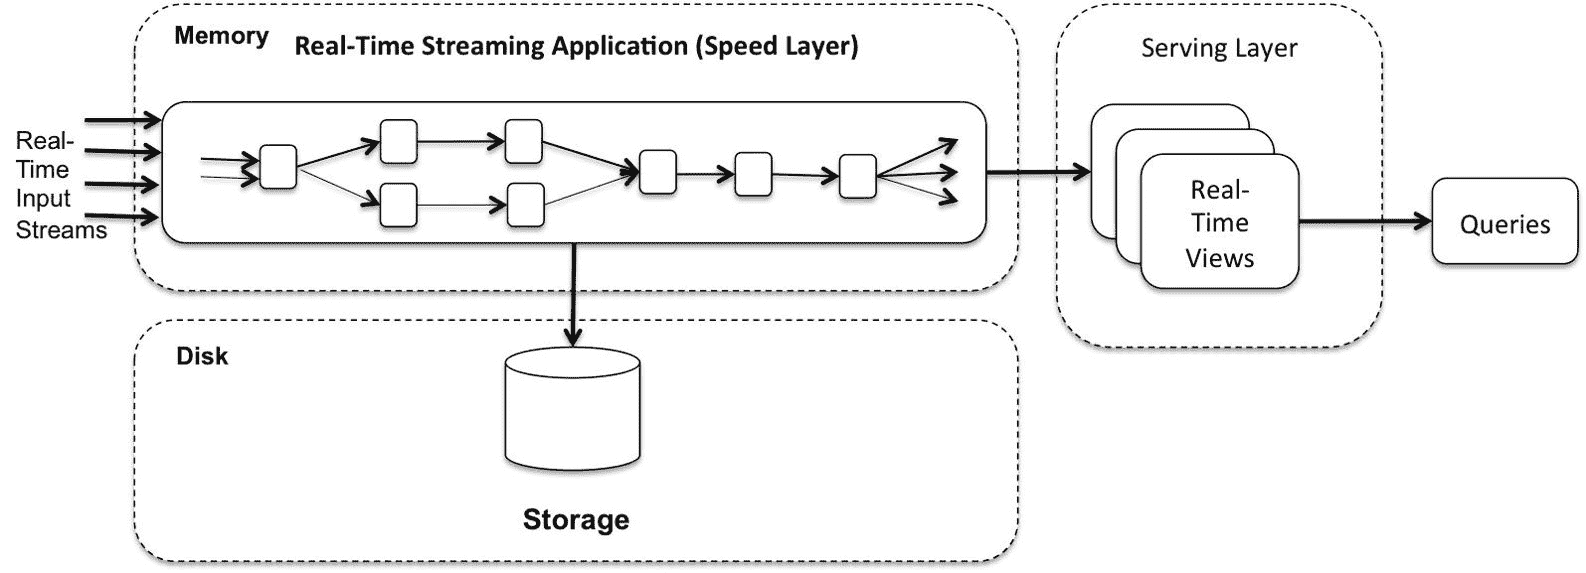 Memory
Real-Time Streaming Application (Speed Layer)
Serving Layer
Real-
Time
Input
Streams
Real-
Time
Views
Queries
Disk
Storage